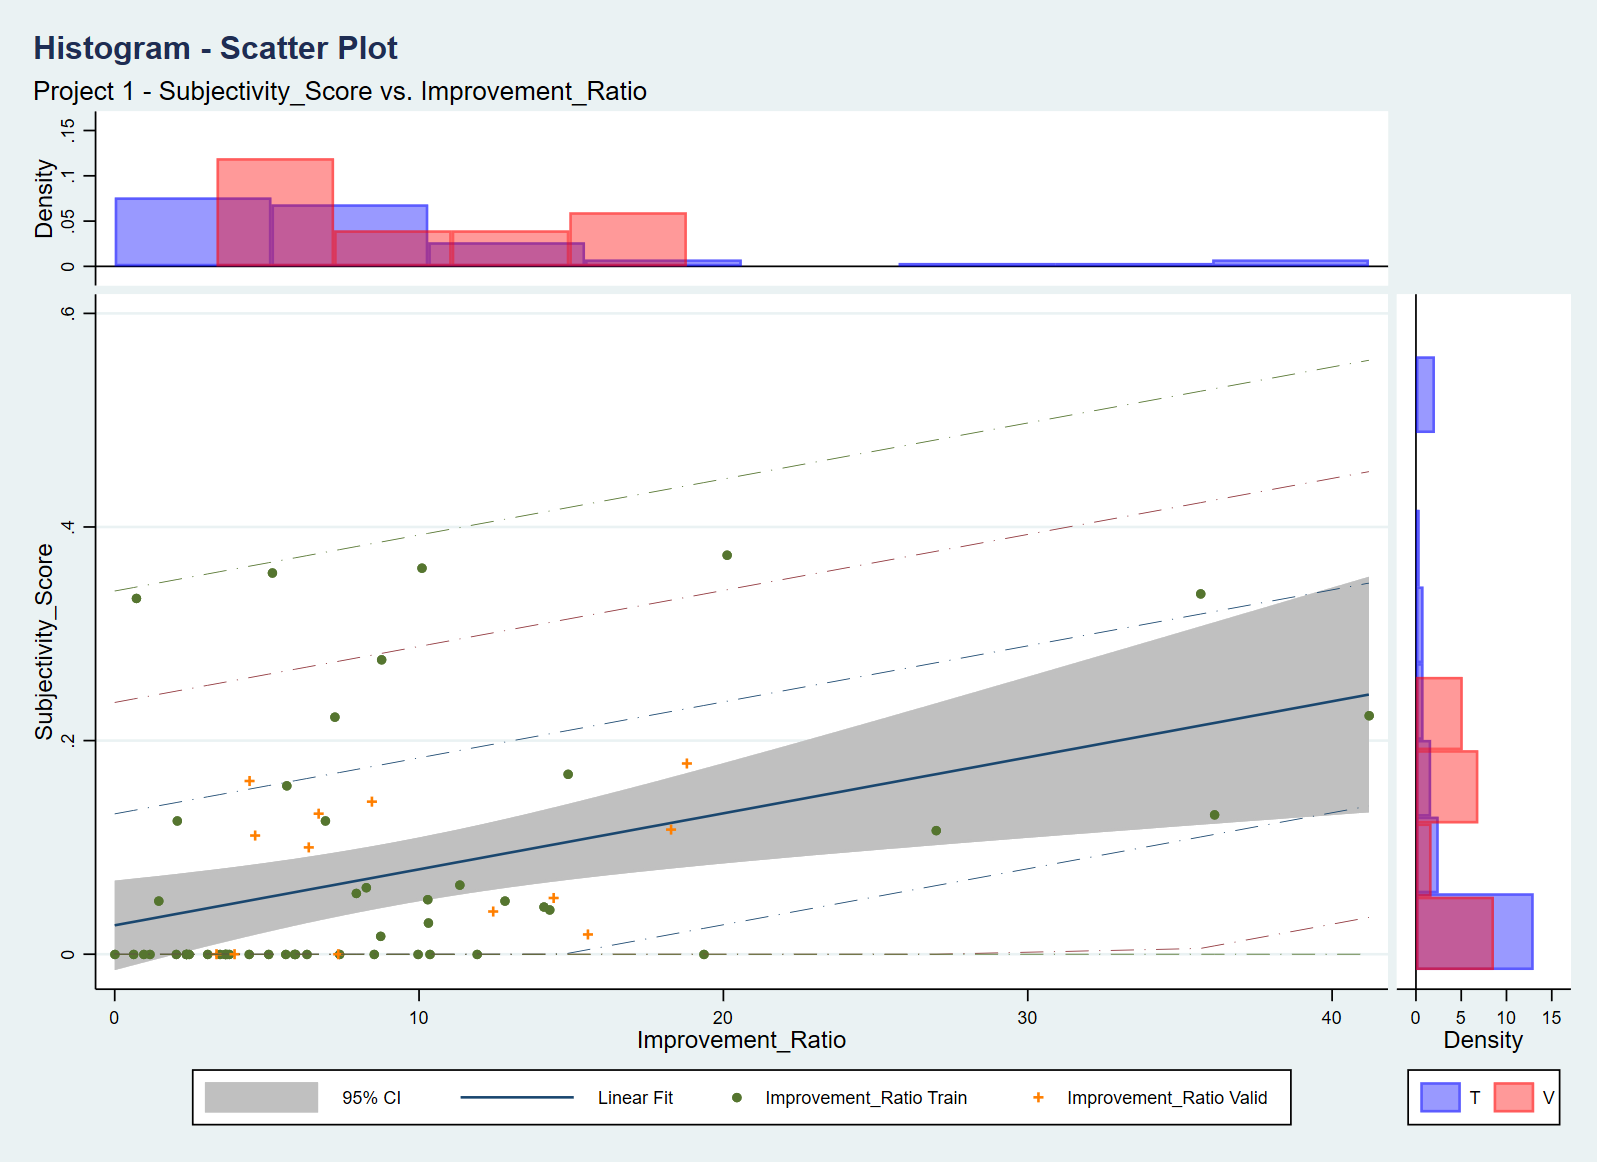 Histogram - Scatter Plot
Project 1 - Subjectivity_Score vs. Improvement_Ratio
Density
0 .05 .1 .15
Subjectivity_Score
0 .2 .4 .6
0 10 20 30 40
Improvement_Ratio
0 5 10 15
Density
95% CI Linear Fit Improvement_Ratio Train Improvement_Ratio Valid
T V